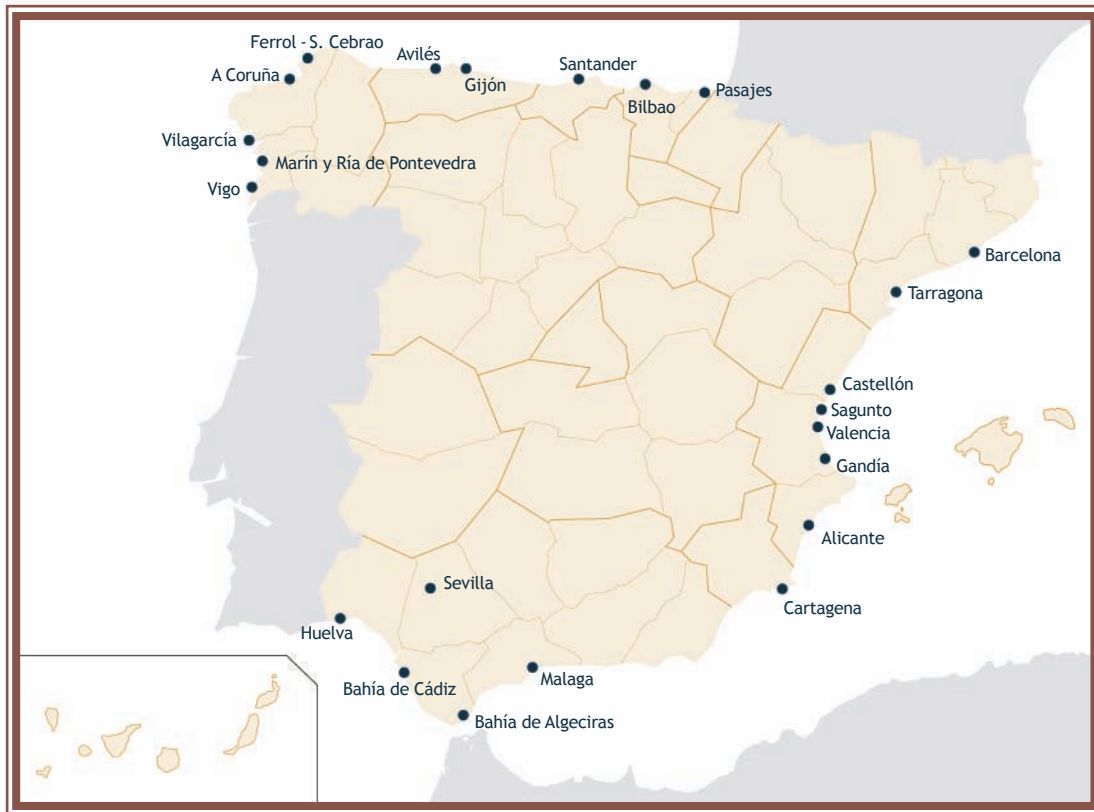 Ferrol - S. Cebrao
Avilés
Santander
A Coruña
Gijón
Bilbao
Pasajes
Vilagarcía
Marín y Ría de Pontevedra
Vigo
Barcelona
Tarragona
Castellón
Sagunto
Valencia
Gandía
Alicante
Sevilla
Cartagena
Huelva
Malaga
Bahía de Cádiz
Bahía de Algeciras